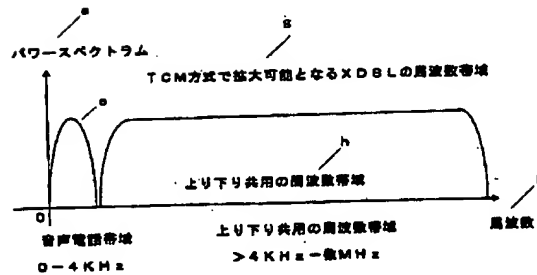 a
パワースペクトラム
g
TCM方式で拡大可能となるXDSLの周波数帯域
e
h
上り下り共用の周波数帯域
0
周波数
音声電話帯域
0-4KHz
上り下り共用の周波数帯域
>4KHz-数MHz